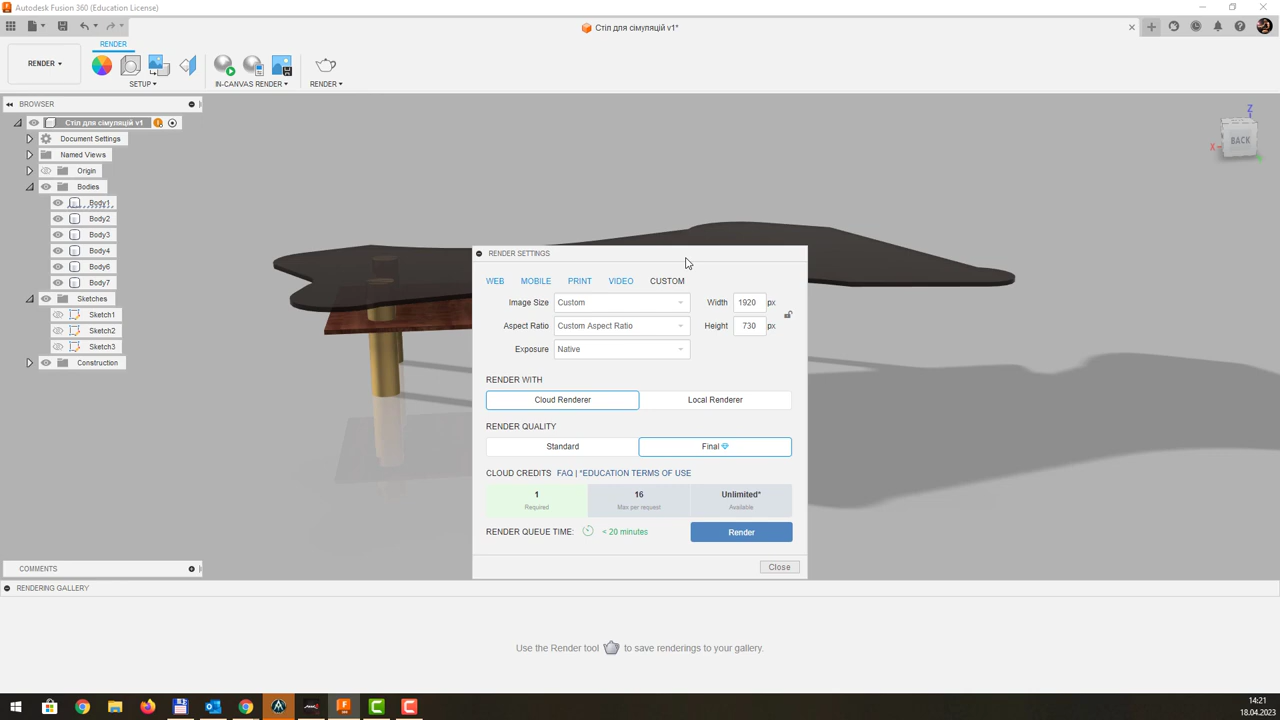 Autodesk Fusion 360 (Education License)
Стіл для сімуляцій v1*
RENDER
RENDER
SETUP
IN-CANVAS RENDER
RENDER
BROWSER
Стіл для сімуляцій v1
Document Settings
Named Views
Origin
Bodies
Body1
Body2
Body3
Body4
Body6
Body7
Sketches
Sketch1
Sketch2
Sketch3
Construction
Z
X
BACK
RENDER SETTINGS
WEB MOBILE PRINT VIDEO CUSTOM
Image Size Custom Width 1920 px
Aspect Ratio Custom Aspect Ratio Height 730 px
Exposure Native
RENDER WITH
Cloud Renderer Local Renderer
RENDER QUALITY
Standard Final
CLOUD CREDITS FAQ | *EDUCATION TERMS OF USE
1 16 Unlimited*
Required Max per request Available
RENDER QUEUE TIME: < 20 minutes Render
Close
COMMENTS
RENDERING GALLERY
Use the Render tool to save renderings to your gallery.
14:21
18.04.2023